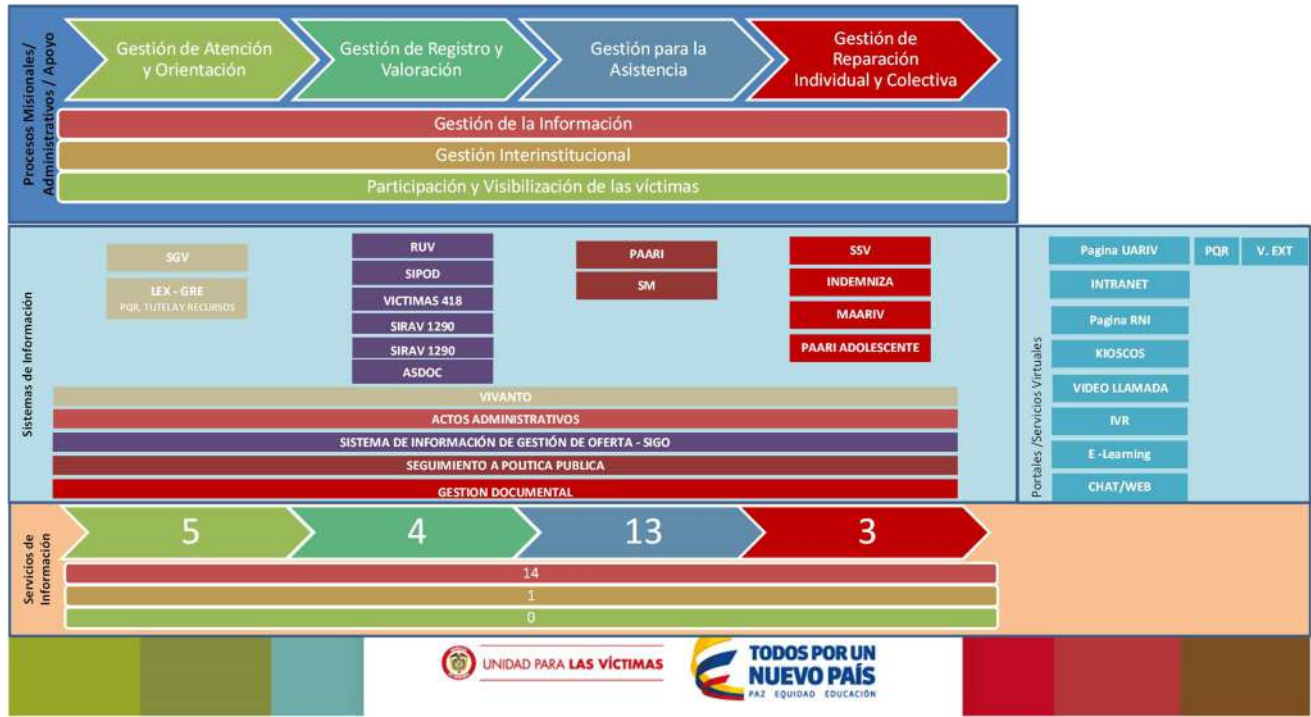 Procesos Misionales/
Administrativos / Apoyo
Gestión de Atención
y Orientación
Gestión de Registro y
Valoración
Gestión para la
Asistencia
Gestión de
Reparación
Individual y Colectiva
Gestión de la Información
Gestión Interinstitucional
Participación y Visibilización de las víctimas
Sistemas de Información
SGV
LEX - GRE
PQR, TUTELA Y RECURSOS
RUV
SIPOD
VICTIMAS 418
SIRAV 1290
SIRAV 1290
ASDOC
PAARI
SM
SSV
INDEMNIZA
MAARIV
PAARI ADOLESCENTE
VIVANTO
ACTOS ADMINISTRATIVOS
SISTEMA DE INFORMACIÓN DE GESTIÓN DE OFERTA - SIGO
SEGUIMIENTO A POLITICA PUBLICA
GESTION DOCUMENTAL
Portales /Servicios Virtuales
Pagina UARIV PQR V. EXT
INTRANET
Pagina RNI
KIOSCOS
VIDEO LLAMADA
IVR
E -Learning
CHAT/WEB
Servicios de
Información
5 4 13 3
14
1
0
UNIDAD PARA LAS VÍCTIMAS
TODOS POR UN
NUEVO PAÍS
PAZ EQUIDAD EDUCACIÓN